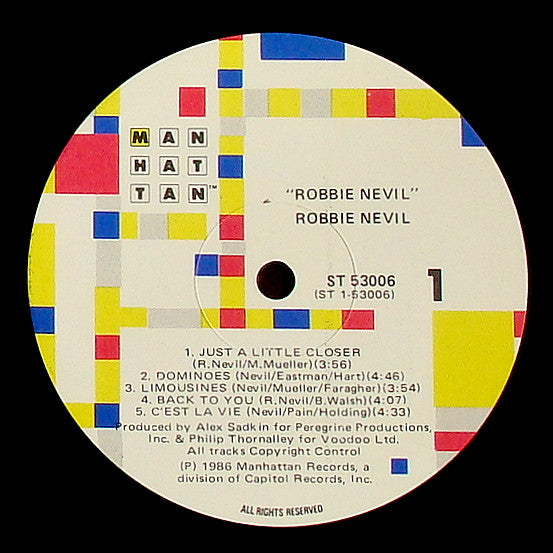 MAN
HAT
TAN™
"ROBBIE NEVIL"
ROBBIE NEVIL
ST 53006
(ST 1-53006)
1
1. JUST A LITTLE CLOSER
(R.Nevil/M.Mueller)(3:56)
2. DOMINOES (Nevil/Eastman/Hart)(4:46)
3. LIMOUSINES (Nevil/Mueller/Faragher)(3:54)
4. BACK TO YOU (R.Nevil/B.Walsh)(4:07)
5. C'EST LA VIE (Nevil/Pain/Holding)(4:33)
Produced by Alex Sadkin for Peregrine Productions,
Inc. & Philip Thornalley for Voodoo Ltd.
All tracks Copyright Control
(P) 1986 Manhattan Records, a
division of Capitol Records, Inc.
ALL RIGHTS RESERVED